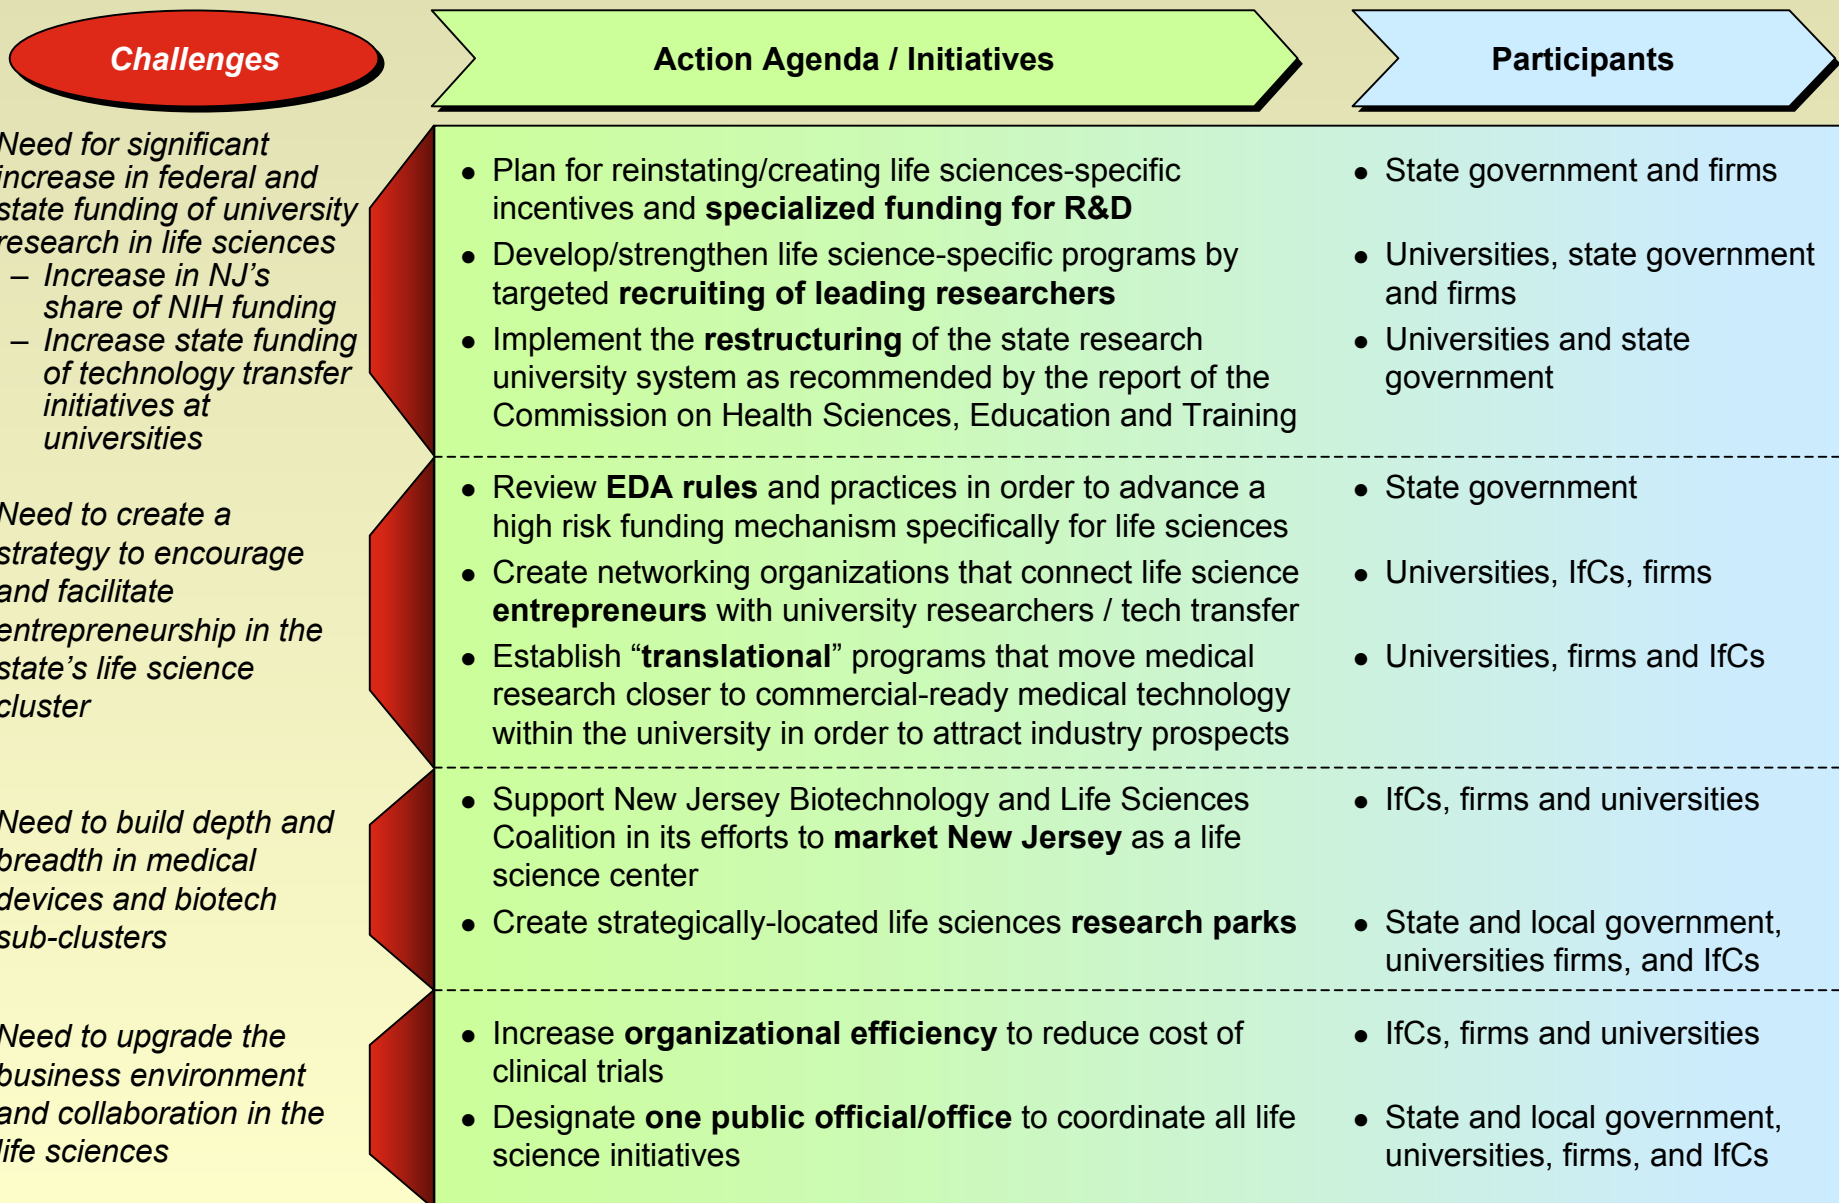 Challenges
Action Agenda / Initiatives
Participants
Need for significant
increase in federal and
state funding of university
research in life sciences
– Increase in NJ's
share of NIH funding
– Increase state funding
of technology transfer
initiatives at
universities
• Plan for reinstating/creating life sciences-specific
incentives and specialized funding for R&D
• State government and firms
• Develop/strengthen life science-specific programs by
targeted recruiting of leading researchers
• Universities, state government
and firms
• Implement the restructuring of the state research
university system as recommended by the report of the
Commission on Health Sciences, Education and Training
• Universities and state
government
Need to create a
strategy to encourage
and facilitate
entrepreneurship in the
state's life science
cluster
• Review EDA rules and practices in order to advance a
high risk funding mechanism specifically for life sciences
• State government
• Create networking organizations that connect life science
entrepreneurs with university researchers / tech transfer
• Universities, IfCs, firms
• Establish “translational” programs that move medical
research closer to commercial-ready medical technology
within the university in order to attract industry prospects
• Universities, firms and IfCs
Need to build depth and
breadth in medical
devices and biotech
sub-clusters
• Support New Jersey Biotechnology and Life Sciences
Coalition in its efforts to market New Jersey as a life
science center
• IfCs, firms and universities
• Create strategically-located life sciences research parks
• State and local government,
universities firms, and IfCs
Need to upgrade the
business environment
and collaboration in the
life sciences
• Increase organizational efficiency to reduce cost of
clinical trials
• IfCs, firms and universities
• Designate one public official/office to coordinate all life
science initiatives
• State and local government,
universities, firms, and IfCs